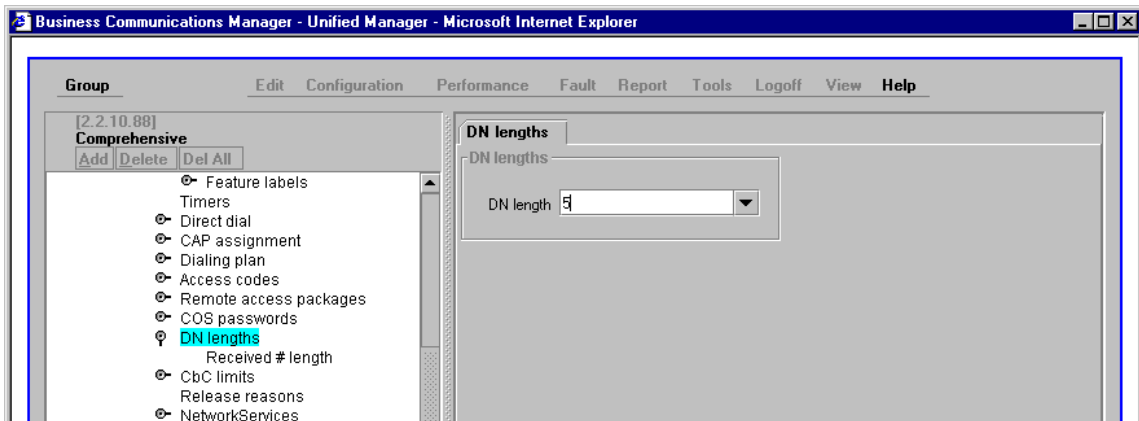 Business Communications Manager - Unified Manager - Microsoft Internet Explorer
Group Edit Configuration Performance Fault Report Tools Logoff View Help
[2.2.10.88]
Comprehensive
Add Delete Del All
Feature labels
Timers
Direct dial
CAP assignment
Dialing plan
Access codes
Remote access packages
COS passwords
DN lengths
Received # length
CbC limits
Release reasons
NetworkServices
DN lengths
DN lengths
DN length 5